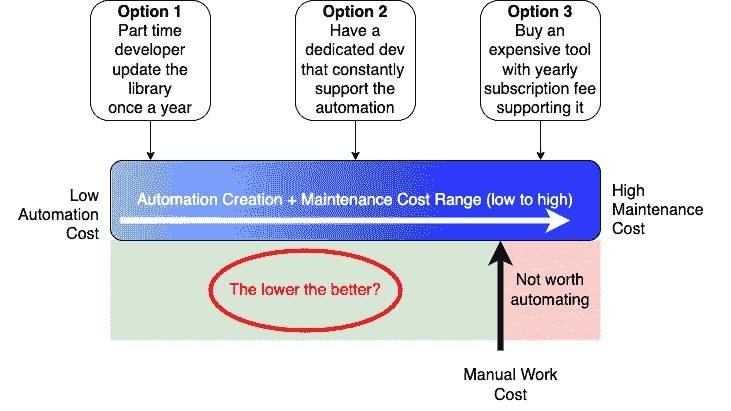 Option 1
Part time
developer
update the
library
once a year
Option 2
Have a
dedicated dev
that constantly
support the
automation
Option 3
Buy an
expensive tool
with yearly
subscription fee
supporting it
Low
Automation
Cost
Automation Creation + Maintenance Cost Range (low to high)
High
Maintenance
Cost
The lower the better?
Not worth
automating
Manual Work
Cost